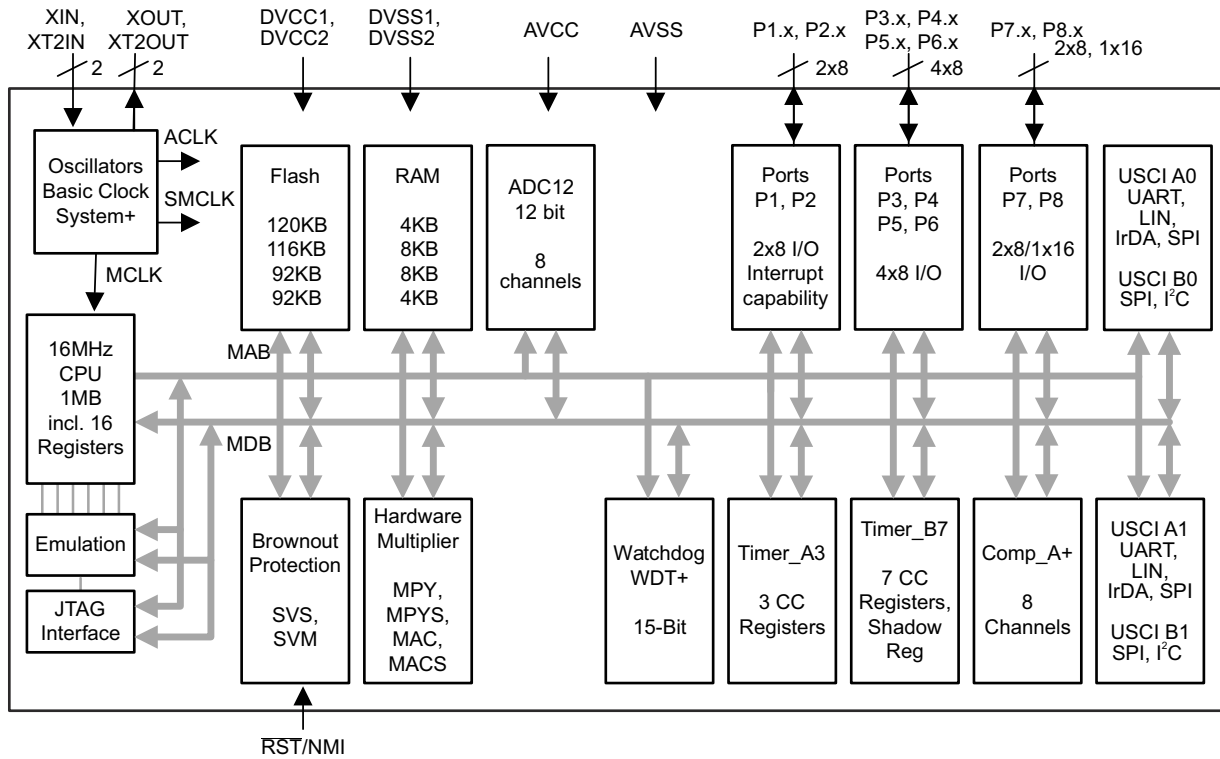 XIN,
XT2IN
2
XOUT,
XT2OUT
2
DVCC1,
DVCC2
DVSS1,
DVSS2
AVCC
AVSS
P1.x, P2.x
2x8
P3.x, P4.x
P5.x, P6.x
4x8
P7.x, P8.x
2x8, 1x16
Oscillators
Basic Clock
System+
ACLK
SMCLK
MCLK
Flash
120KB
116KB
92KB
92KB
RAM
4KB
8KB
8KB
4KB
ADC12
12 bit
8
channels
Ports
P1, P2
2x8 I/O
Interrupt
capability
Ports
P3, P4
P5, P6
4x8 I/O
Ports
P7, P8
2x8/1x16
I/O
USCI A0
UART,
LIN,
IrDA, SPI
USCI B0
SPI, I²C
16MHz
CPU
1MB
incl. 16
Registers
MAB
MDB
Emulation
JTAG
Interface
Brownout
Protection
SVS,
SVM
Hardware
Multiplier
MPY,
MPYS,
MAC,
MACS
Watchdog
WDT+
15-Bit
Timer_A3
3 CC
Registers
Timer_B7
7 CC
Registers,
Shadow
Reg
Comp_A+
8
Channels
USCI A1
UART,
LIN,
IrDA, SPI
USCI B1
SPI, I²C
RST/NMI